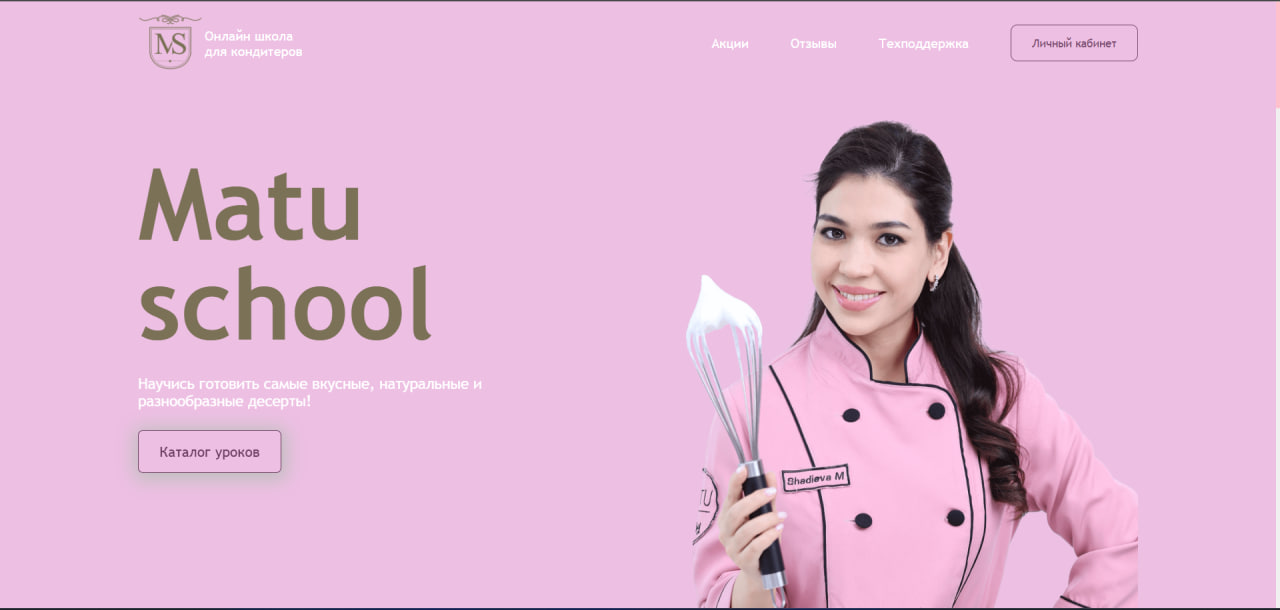 MS
Онлайн школа
для кондитеров
Акции
Отзывы
Техподдержка
Личный кабинет
Matu
school
Научись готовить самые вкусные, натуральные и
разнообразные десерты!
Каталог уроков
Shadieva M